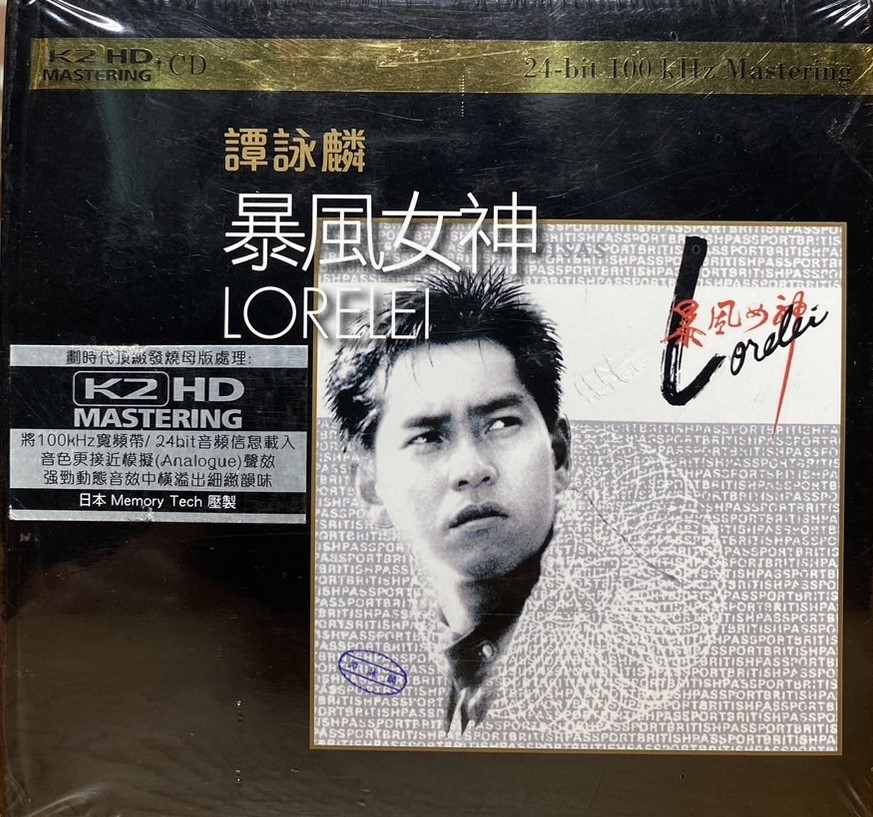 K2 HD
MASTERING
+CD
24-bit 100 kHz Mastering
譚詠麟
暴風女神
LORELEI
暴風女神
Lorelei
劃時代頂級發燒母版處理:
K2 HD
MASTERING
將100kHz寬頻帶/ 24bit音頻信息載入
音色更接近模擬(Analogue)聲效
强勁動態音效中橫溢出細緻韻味
日本 Memory Tech 壓製
譚詠麟